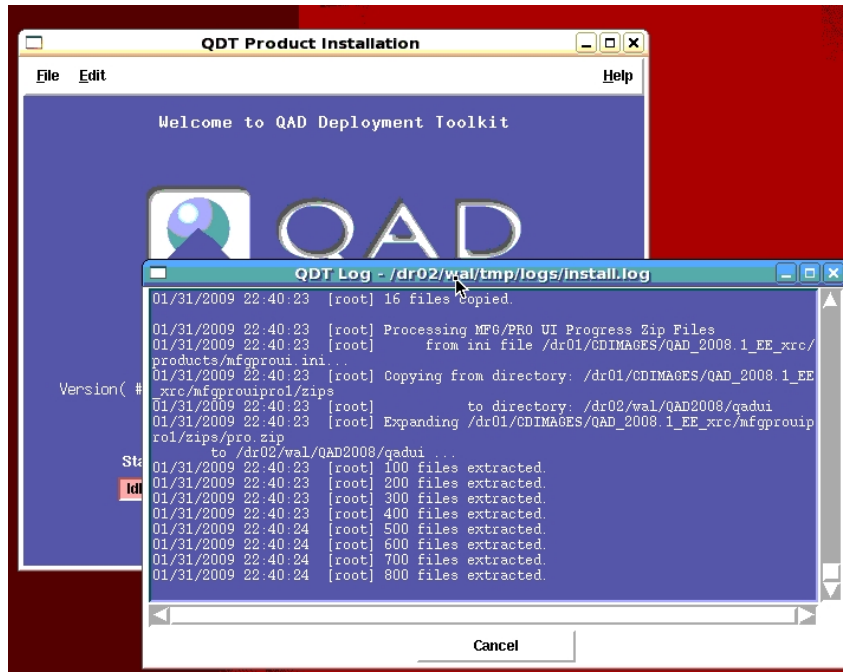 QDT Product Installation
File Edit Help
Welcome to QAD Deployment Toolkit
QAD
Version( #
QDT Log - /dr02/wal/tmp/logs/install.log
01/31/2009 22:40:23 [root] 16 files copied.
01/31/2009 22:40:23 [root] Processing MFG/PRO UI Progress Zip Files
01/31/2009 22:40:23 [root] from ini file /dr01/CDIMAGES/QAD_2008.1_EE_xrc/
products/mfgproui.ini...
01/31/2009 22:40:23 [root] Copying from directory: /dr01/CDIMAGES/QAD_2008.1_EE
_xrc/mfgprouipro1/zips
01/31/2009 22:40:23 [root] to directory: /dr02/wal/QAD2008/qadui
01/31/2009 22:40:23 [root] Expanding /dr01/CDIMAGES/QAD_2008.1_EE_xrc/mfgprouip
ro1/zips/pro.zip
to /dr02/wal/QAD2008/qadui ...
01/31/2009 22:40:23 [root] 100 files extracted.
01/31/2009 22:40:23 [root] 200 files extracted.
01/31/2009 22:40:23 [root] 300 files extracted.
01/31/2009 22:40:23 [root] 400 files extracted.
01/31/2009 22:40:24 [root] 500 files extracted.
01/31/2009 22:40:24 [root] 600 files extracted.
01/31/2009 22:40:24 [root] 700 files extracted.
01/31/2009 22:40:24 [root] 800 files extracted.
Cancel